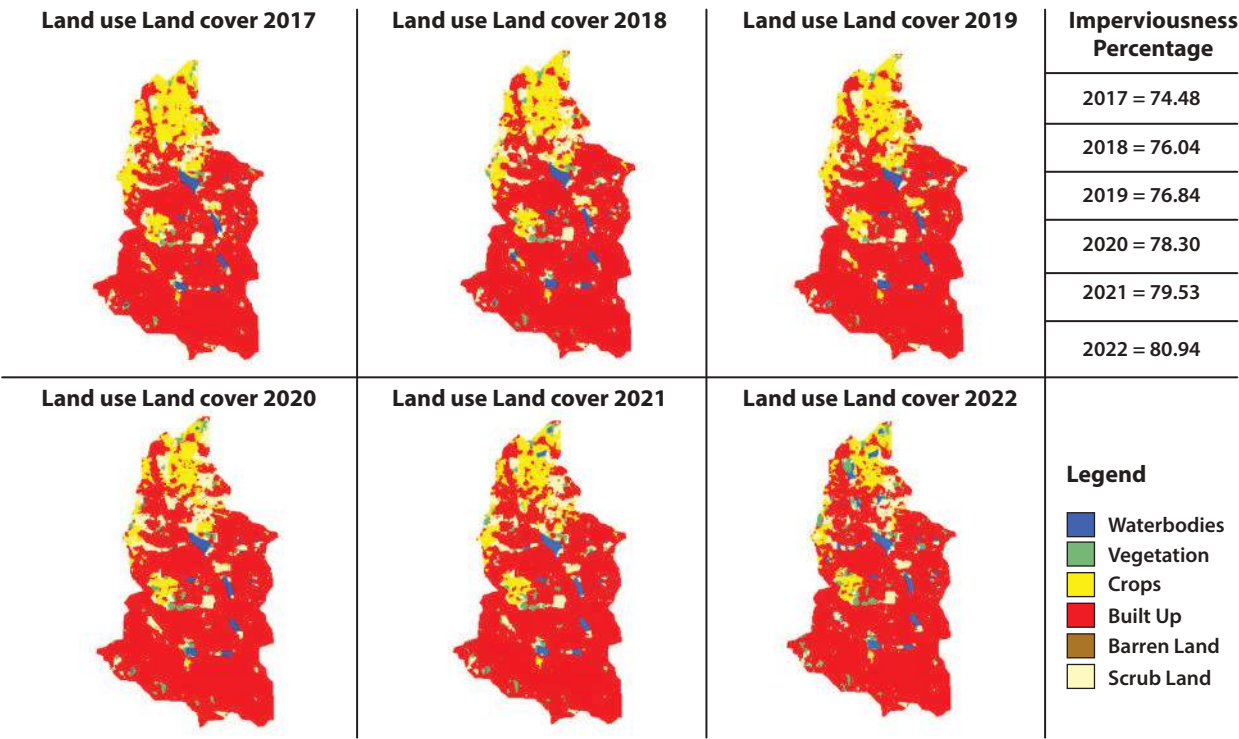 Land use Land cover 2017
Land use Land cover 2018
Land use Land cover 2019
Imperviousness
Percentage
2017 = 74.48
2018 = 76.04
2019 = 76.84
2020 = 78.30
2021 = 79.53
2022 = 80.94
Land use Land cover 2020
Land use Land cover 2021
Land use Land cover 2022
Legend
Waterbodies
Vegetation
Crops
Built Up
Barren Land
Scrub Land